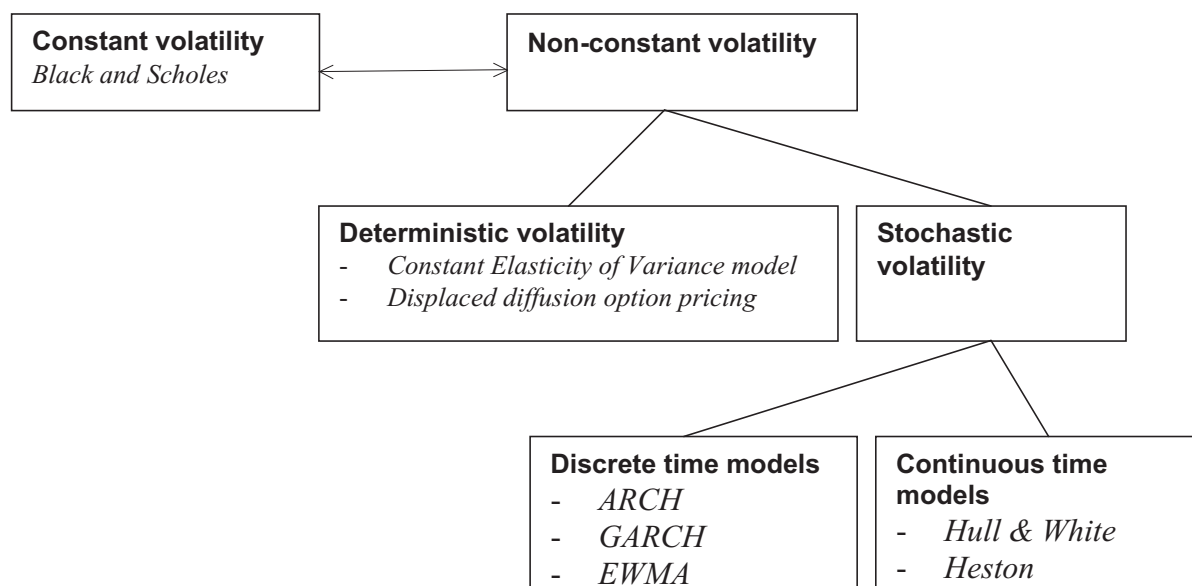 Constant volatility
Black and Scholes
Non-constant volatility
Deterministic volatility
- Constant Elasticity of Variance model
- Displaced diffusion option pricing
Stochastic
volatility
Discrete time models
- ARCH
- GARCH
- EWMA
Continuous time
models
- Hull & White
- Heston